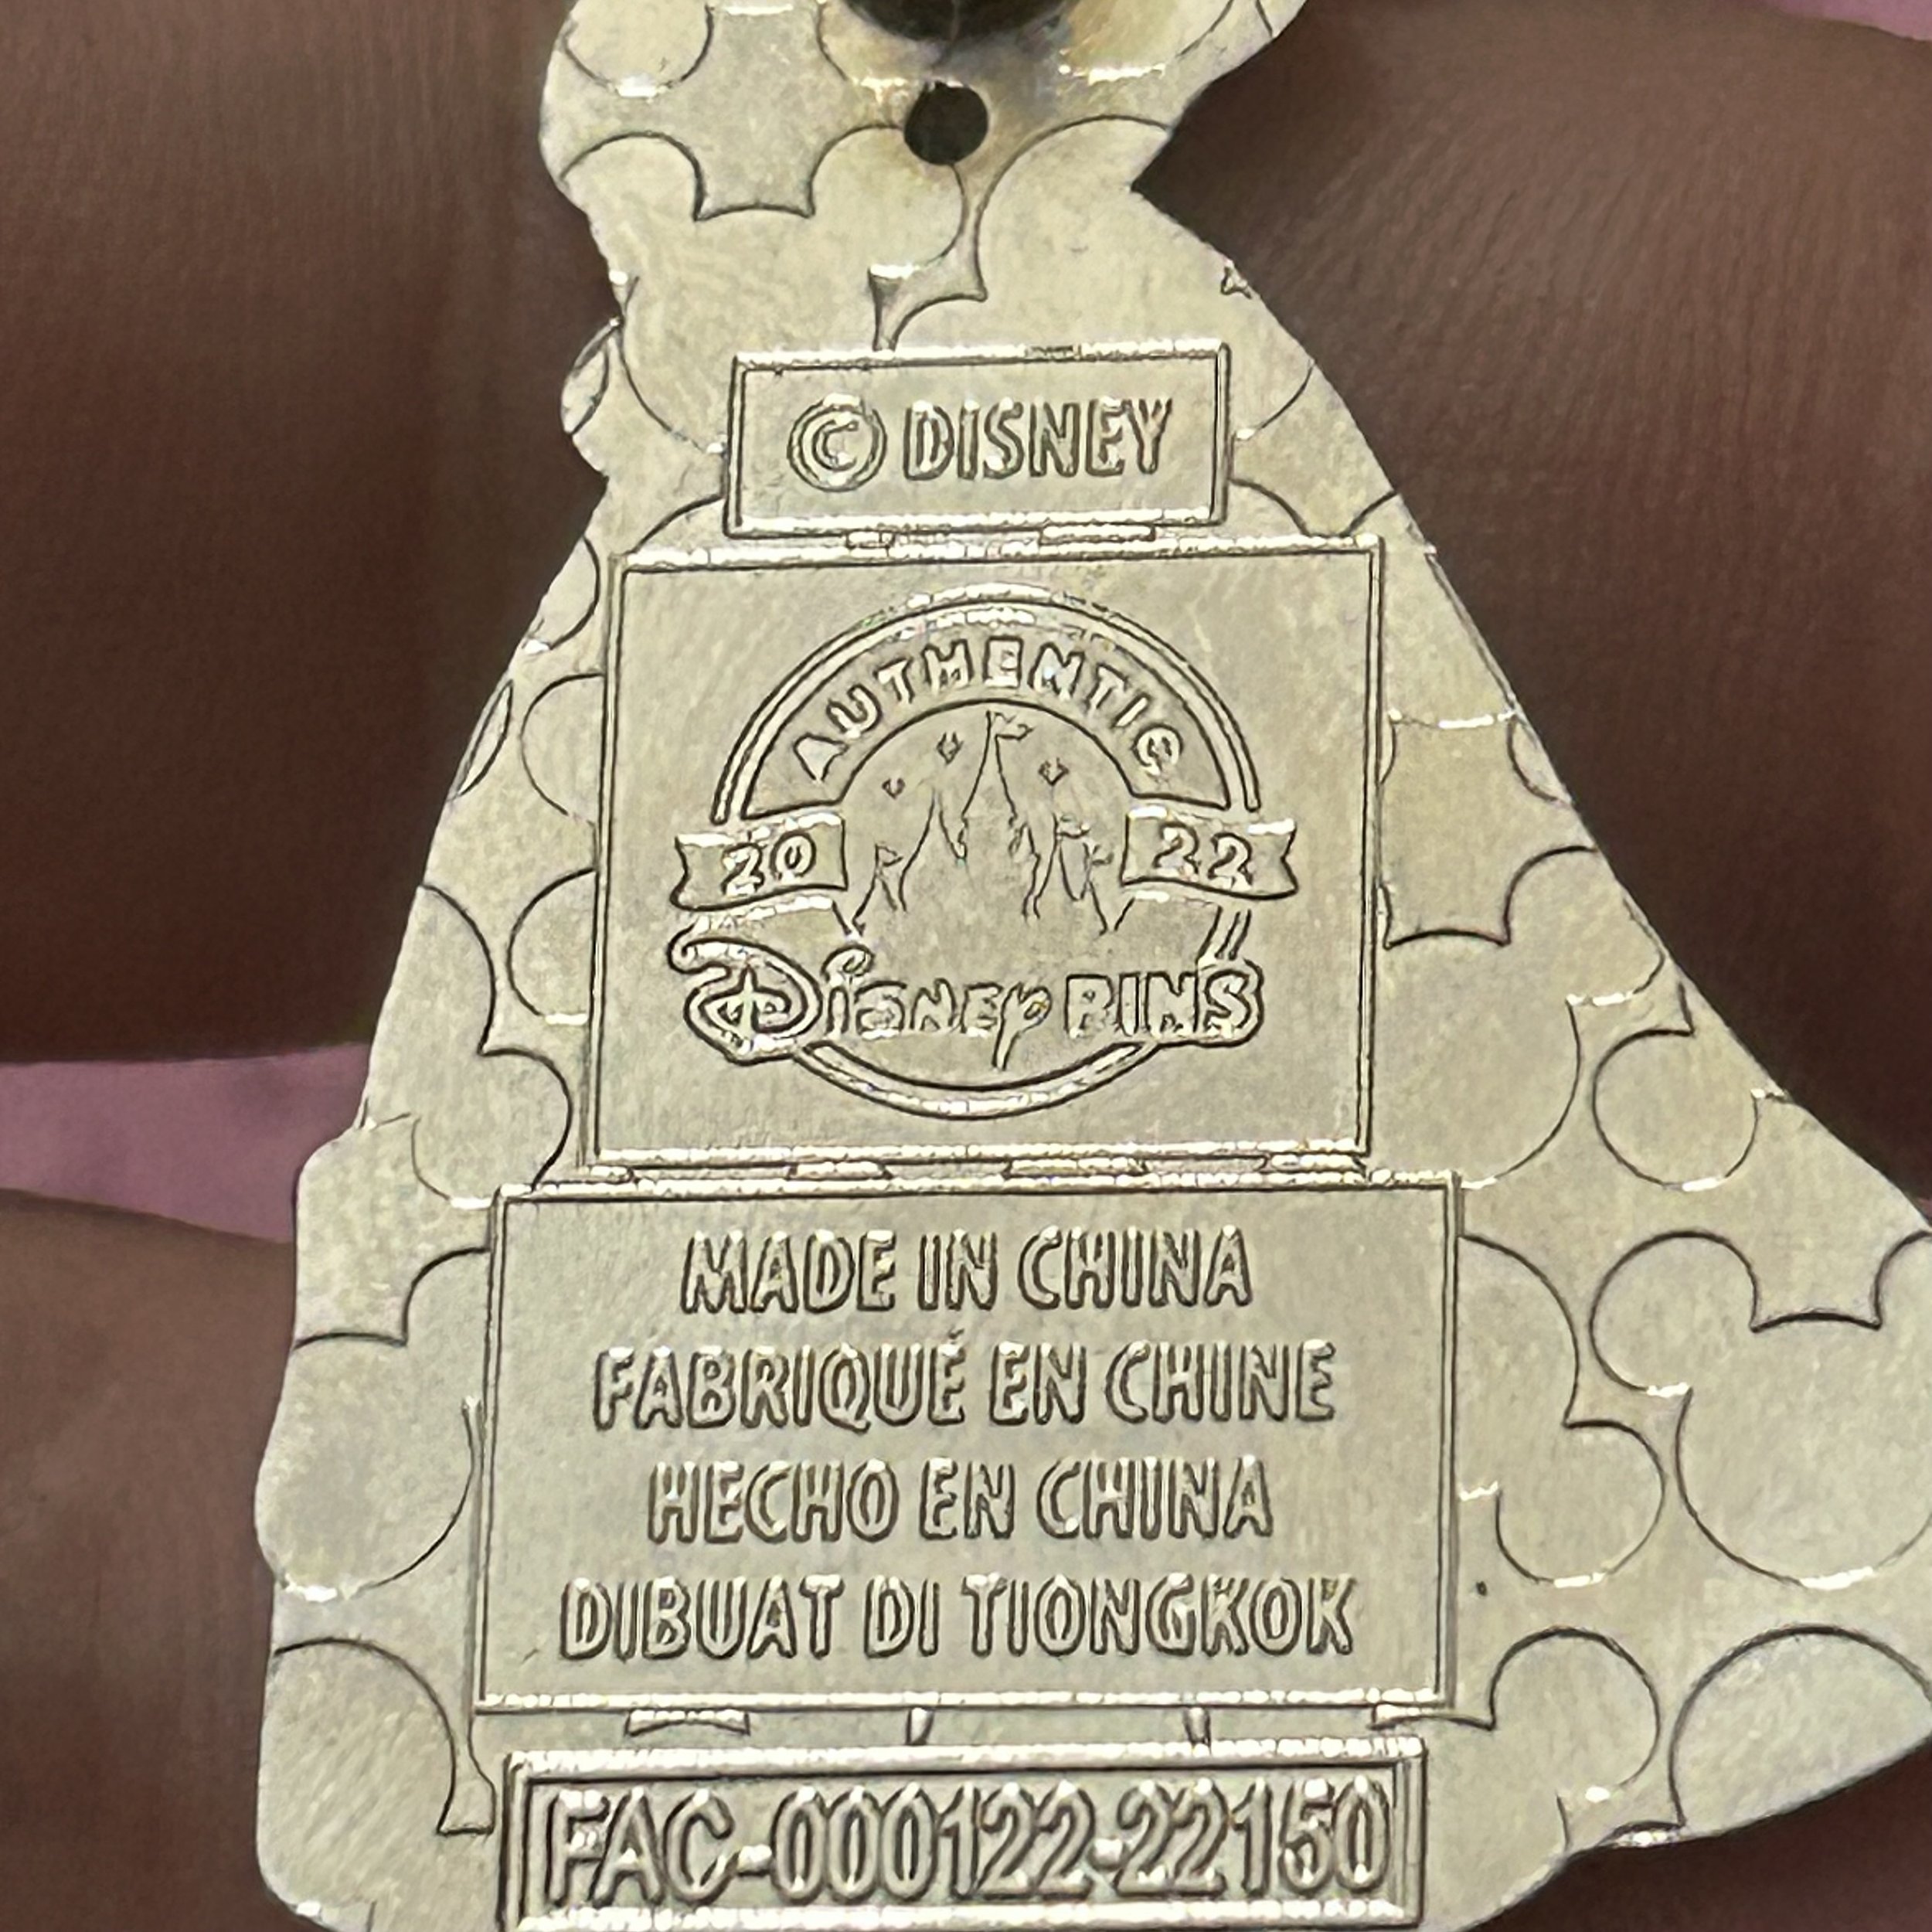 © DISNEY
AUTHENTIC
20 22
Disney PINS
MADE IN CHINA
FABRIQUÉ EN CHINE
HECHO EN CHINA
DIBUAT DI TIONGKOK
FAC-000122-22150